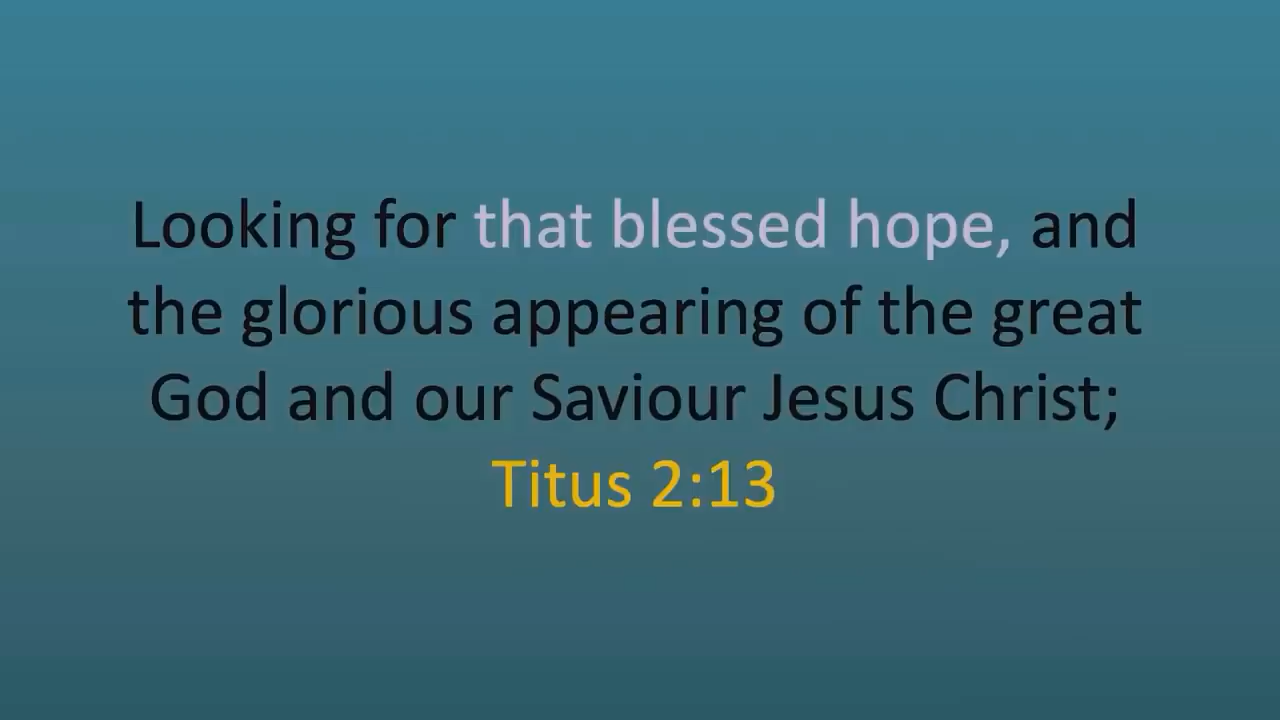 Looking for that blessed hope, and
the glorious appearing of the great
God and our Saviour Jesus Christ;
Titus 2:13